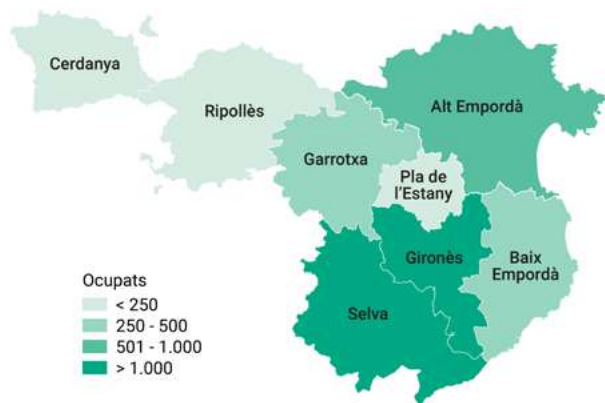 Cerdanya
Ripollès
Alt Empordà
Garrotxa
Pla de
l'Estany
Gironès
Baix
Empordà
Selva
Ocupats
< 250
250 - 500
501 - 1.000
> 1.000